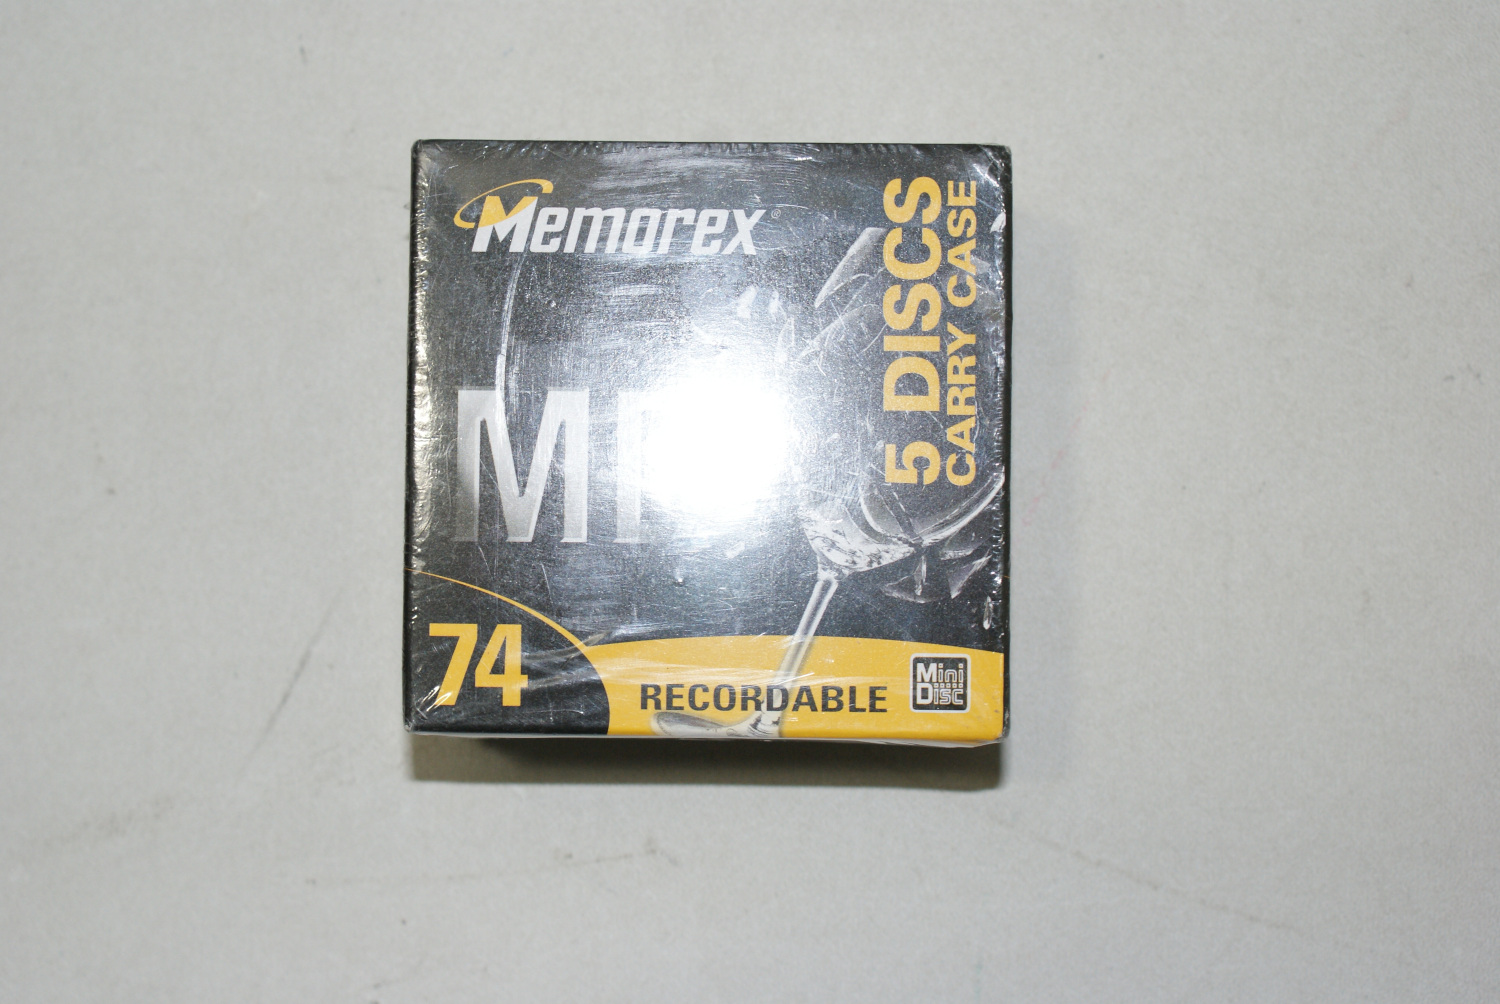 Memorex®
5 DISCS
CARRY CASE
74
RECORDABLE
Mini
Disc